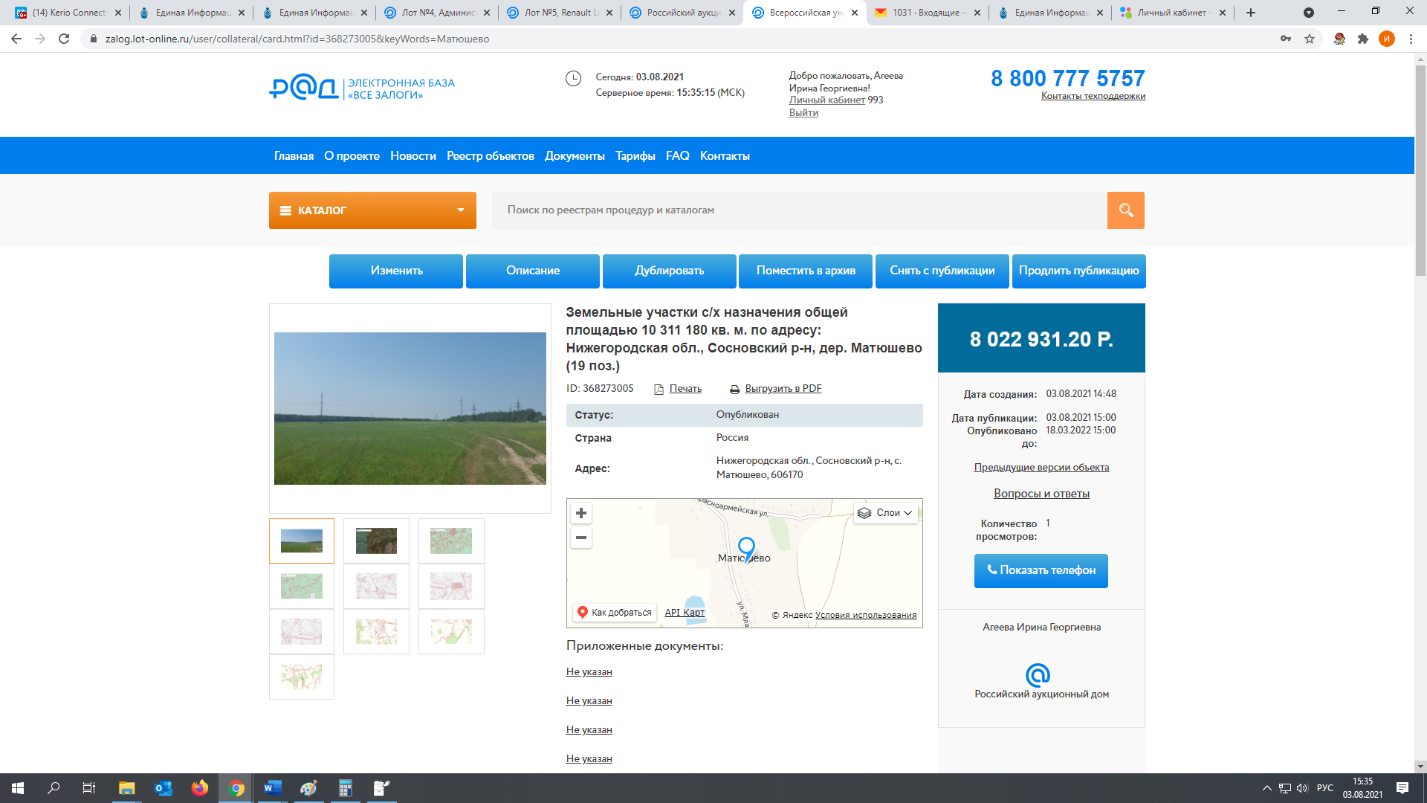 (14) Kerio Connect
Единая Информац
Единая Информац
Лот №4, Админис
Лот №5, Renault Lo
Российский аукци
Всероссийская ун
1031 - Входящие –
Единая Информац
Личный кабинет –
zalog.lot-online.ru/user/collateral/card.html?id=368273005&keyWords=Матюшево
И
РАД
ЭЛЕКТРОННАЯ БАЗА
«ВСЕ ЗАЛОГИ»
Сегодня: 03.08.2021
Серверное время: 15:35:15 (МСК)
Добро пожаловать, Агеева
Ирина Георгиевна!
Личный кабинет 993
Выйти
8 800 777 5757
Контакты техподдержки
Главная О проекте Новости Реестр объектов Документы Тарифы FAQ Контакты
КАТАЛОГ
Поиск по реестрам процедур и каталогам
Изменить
Описание
Дублировать
Поместить в архив
Снять с публикации
Продлить публикацию
Земельные участки с/х назначения общей
площадью 10 311 180 кв. м. по адресу:
Нижегородская обл., Сосновский р-н, дер. Матюшево
(19 поз.)
ID: 368273005 Печать Выгрузить в PDF
Статус: Опубликован
Страна Россия
Адрес: Нижегородская обл., Сосновский р-н, с.
Матюшево, 606170
расноармейская ул.
Слои
Матюшево
ул. Мла
Как добраться
API Карт
© Яндекс Условия использования
Приложенные документы:
Не указан
Не указан
Не указан
Не указан
8 022 931.20 Р.
Дата создания: 03.08.2021 14:48
Дата публикации: 03.08.2021 15:00
Опубликовано 18.03.2022 15:00
до:
Предыдущие версии объекта
Вопросы и ответы
Количество 1
просмотров:
Показать телефон
Агеева Ирина Георгиевна
Российский аукционный дом
РУС
15:35
03.08.2021